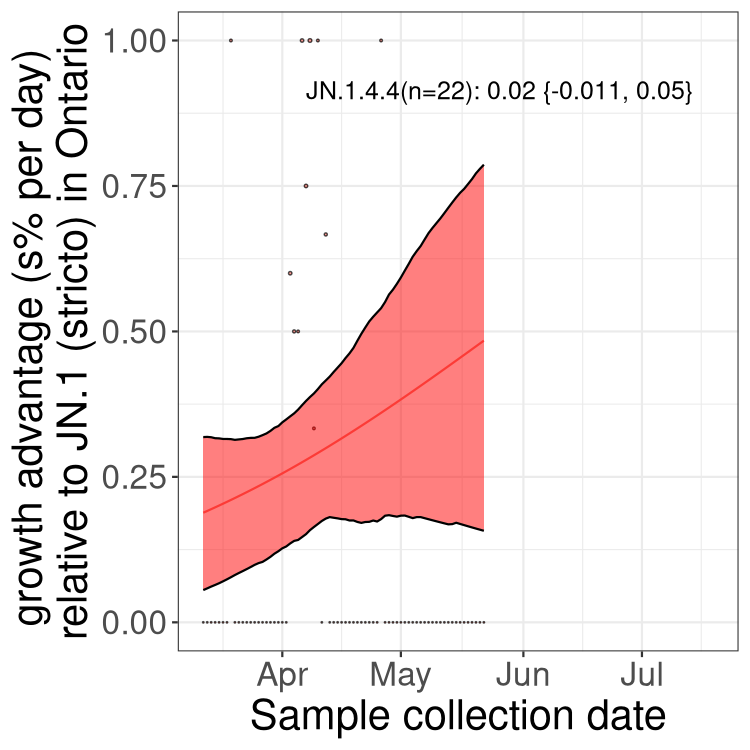 growth advantage (s% per day)
relative to JN.1 (stricto) in Ontario
1.00
0.75
0.50
0.25
0.00
JN.1.4.4(n=22): 0.02 {-0.011, 0.05}
Apr May Jun Jul
Sample collection date